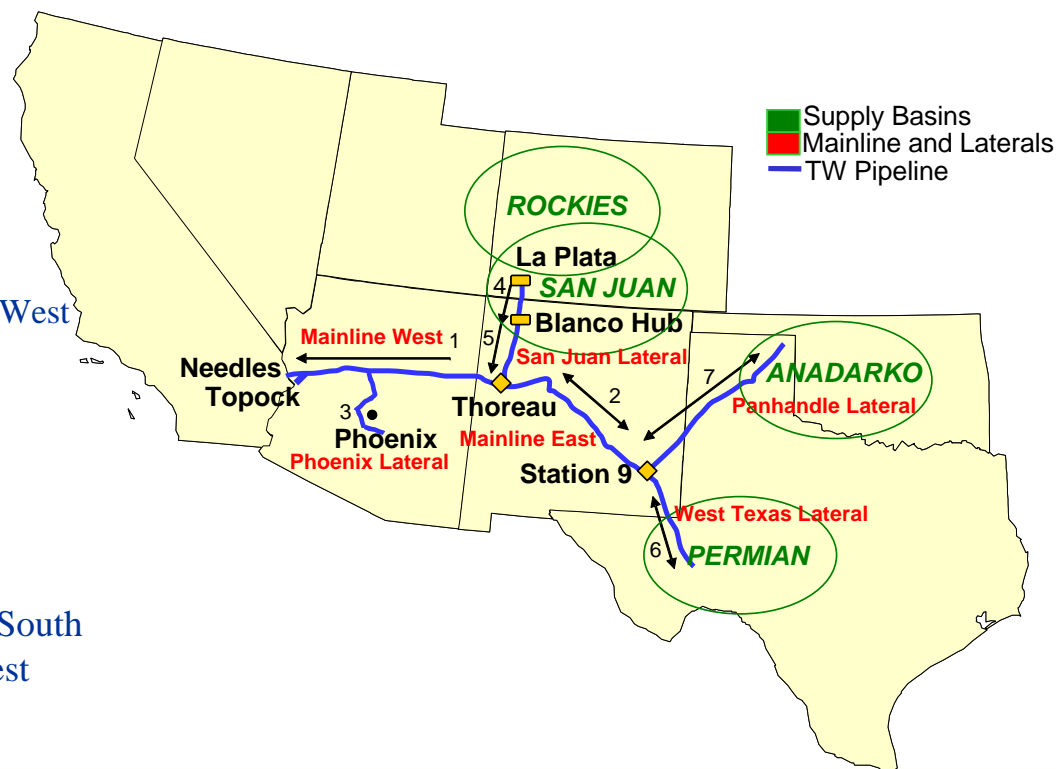 Supply Basins
Mainline and Laterals
TW Pipeline
ROCKIES
La Plata
4
SAN JUAN
West
Blanco Hub
Mainline West
1
5
San Juan Lateral
Needles
Topock
7
ANADARKO
2
Panhandle Lateral
Thoreau
3
Phoenix
Mainline East
Phoenix Lateral
Station 9
West Texas Lateral
6
PERMIAN
South
est